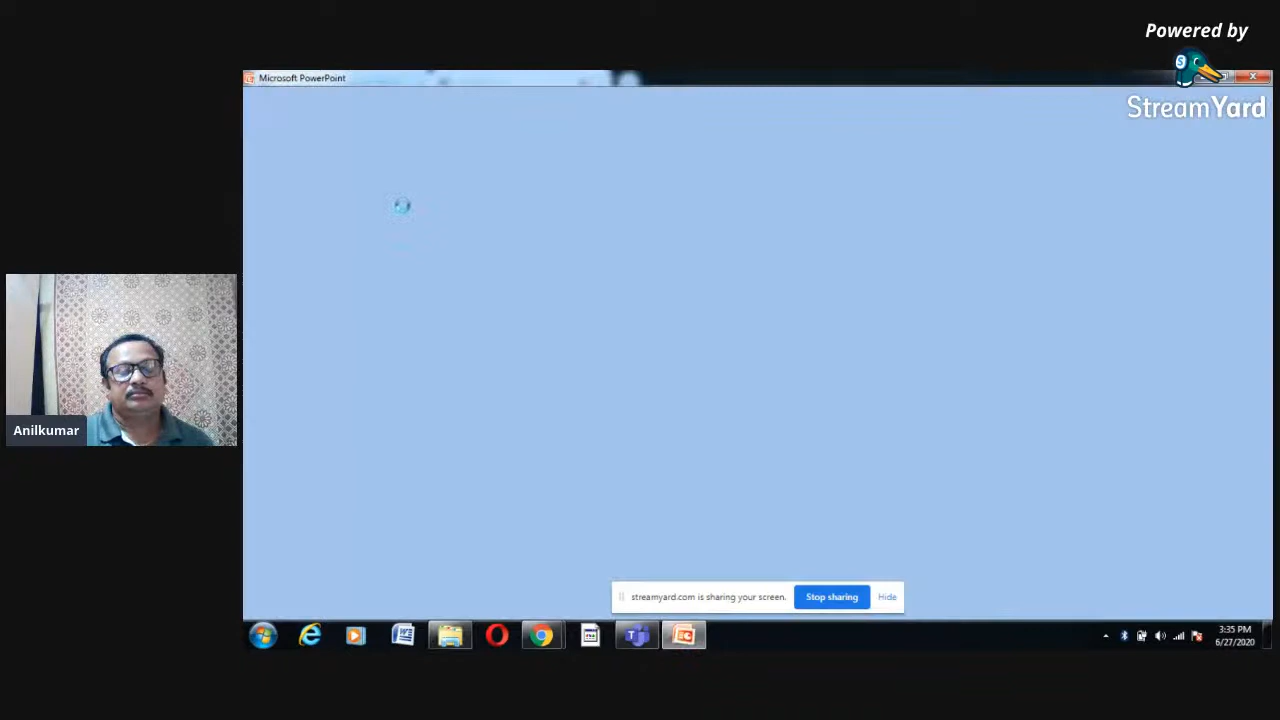 Powered by
StreamYard
Microsoft PowerPoint
Anilkumar
streamyard.com is sharing your screen.
Stop sharing
Hide
3:35 PM
6/27/2020